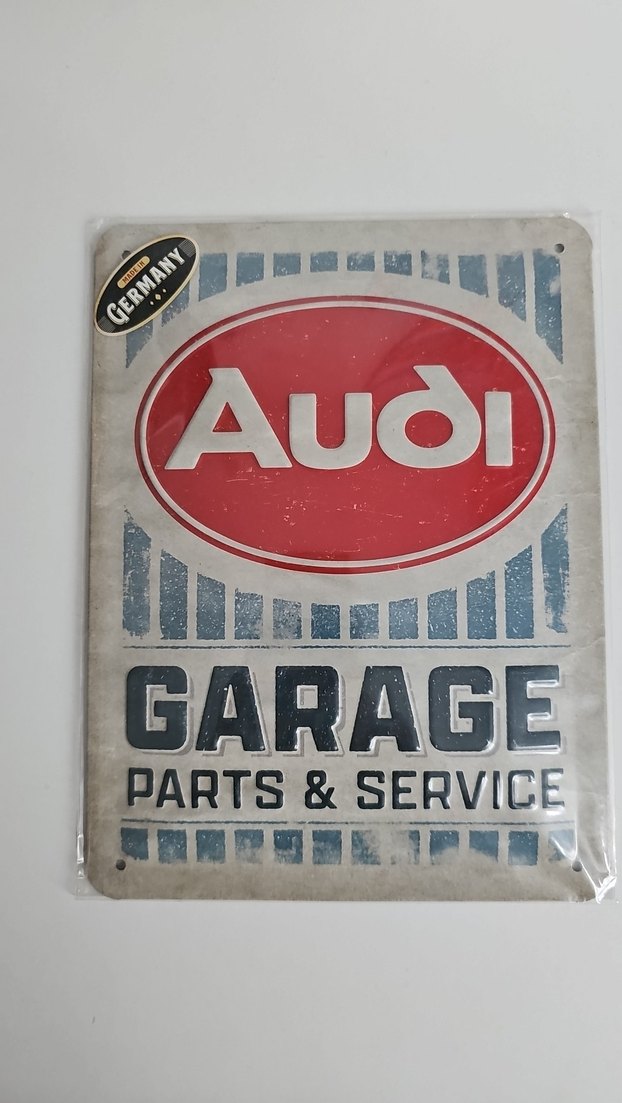 MADE IN
GERMANY
Audi
GARAGE
PARTS & SERVICE